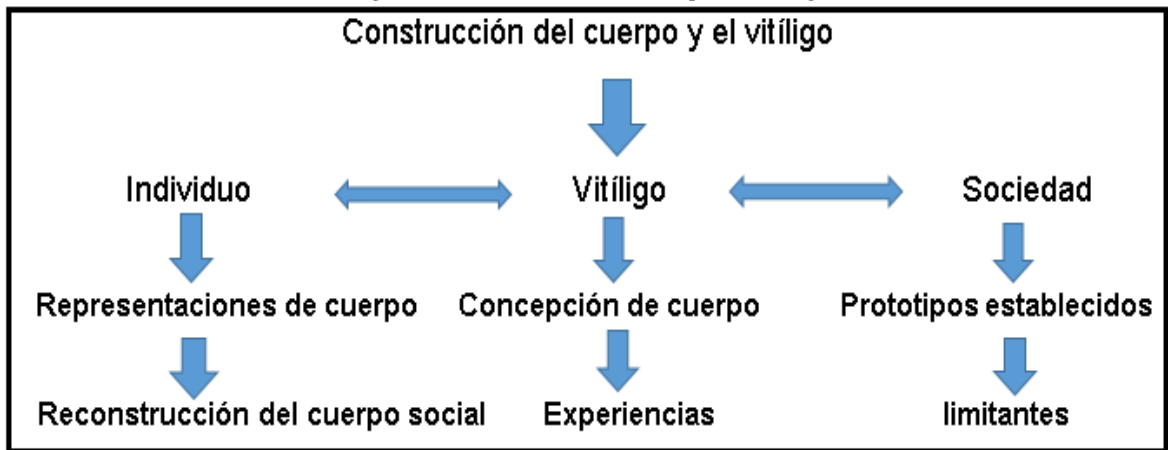 Construcción del cuerpo y el vitíligo
Individuo Vitíligo Sociedad
Representaciones de cuerpo Concepción de cuerpo Prototipos establecidos
Reconstrucción del cuerpo social Experiencias limitantes